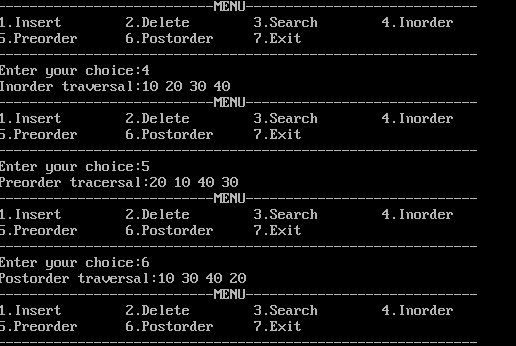 ---------------------------MENU-----------------------------
1.Insert 2.Delete 3.Search 4.Inorder
5.Preorder 6.Postorder 7.Exit
------------------------------------------------------------
Enter your choice:4
Inorder traversal:10 20 30 40
---------------------------MENU-----------------------------
1.Insert 2.Delete 3.Search 4.Inorder
5.Preorder 6.Postorder 7.Exit
------------------------------------------------------------
Enter your choice:5
Preorder tracersal:20 10 40 30
---------------------------MENU-----------------------------
1.Insert 2.Delete 3.Search 4.Inorder
5.Preorder 6.Postorder 7.Exit
------------------------------------------------------------
Enter your choice:6
Postorder traversal:10 30 40 20
---------------------------MENU-----------------------------
1.Insert 2.Delete 3.Search 4.Inorder
5.Preorder 6.Postorder 7.Exit
------------------------------------------------------------